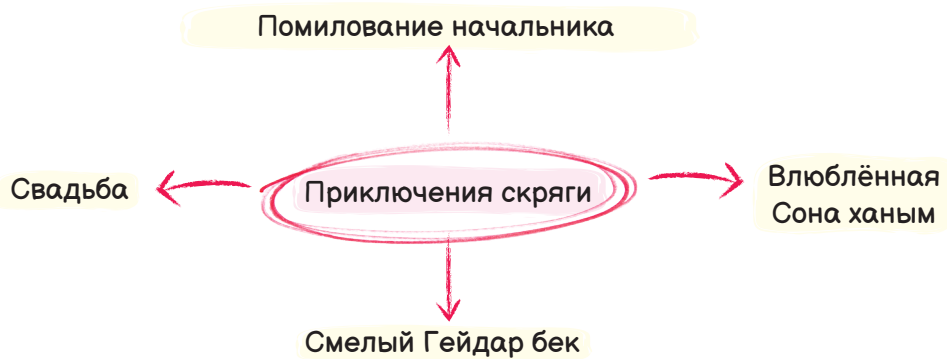 Помилование начальника
Свадьба
Приключения скряги
Влюблённая
Сона ханым
Смелый Гейдар бек